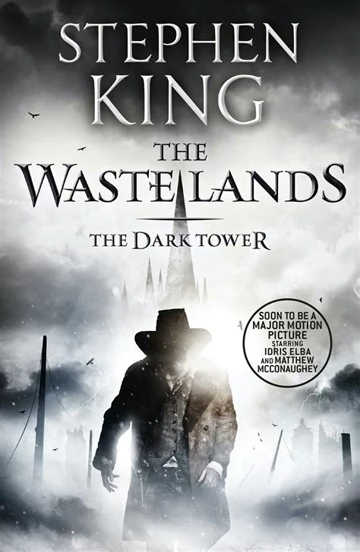 STEPHEN
KING
THE
WASTE LANDS
THE DARK TOWER
SOON TO BE A
MAJOR MOTION
PICTURE
STARRING
IDRIS ELBA
AND MATTHEW
MCCONAUGHEY